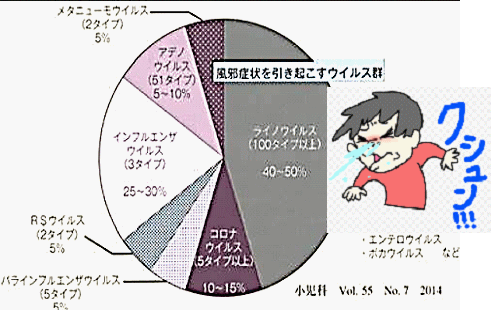 メタニューモウイルス
(2タイプ)
5%
アデノ
ウイルス
(51タイプ)
5~10%
風邪症状を引き起こすウイルス群
ライノウイルス
(100タイプ以上)
40~50%
インフルエンザ
ウイルス
(3タイプ)
25~30%
RSウイルス
(2タイプ)
5%
パラインフルエンザウイルス
(5タイプ)
5%
コロナ
ウイルス
(5タイプ以上)
10~15%
クシュン!!!
・エンテロウイルス
・ボカウイルス など
小児科 Vol. 55 No. 7 2014